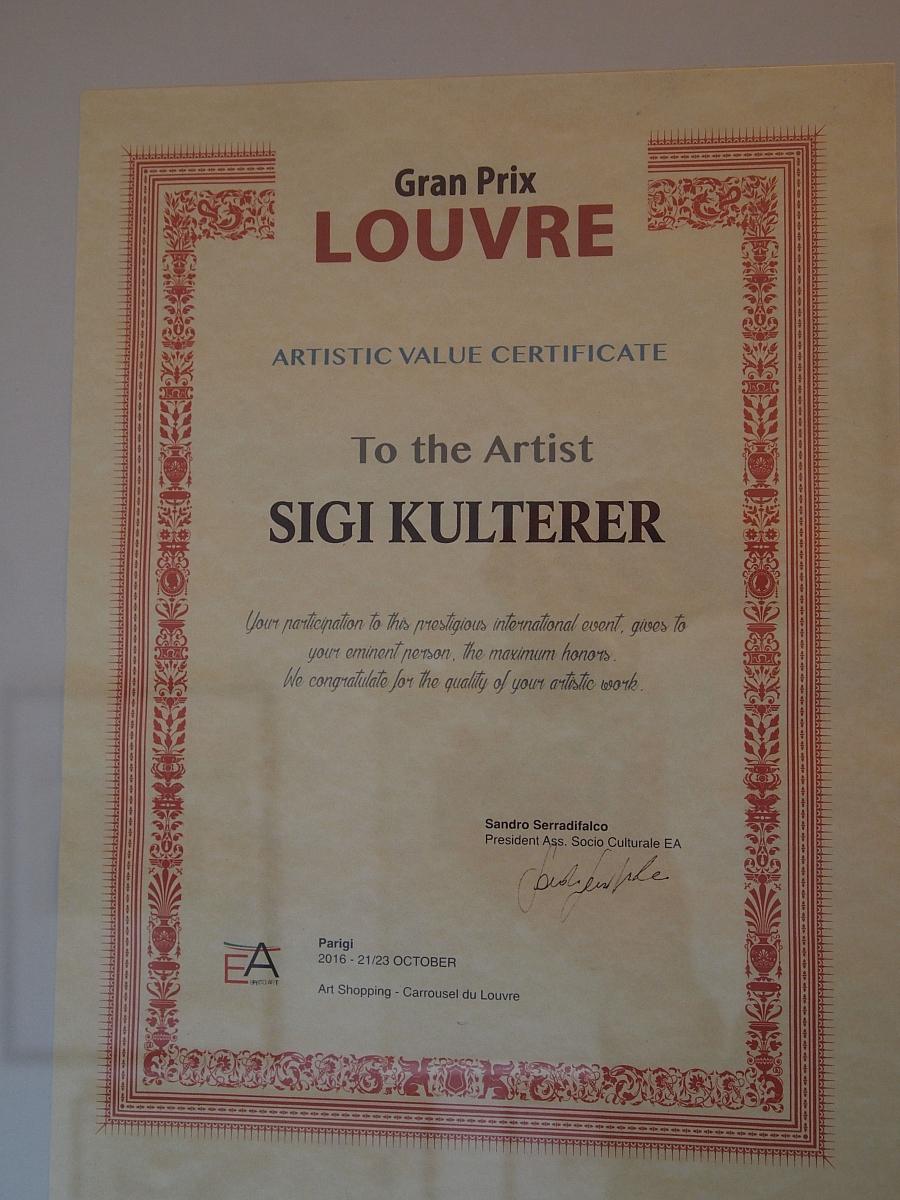 Gran Prix
LOUVRE
ARTISTIC VALUE CERTIFICATE
To the Artist
SIGI KULTERER
Your participation to this prestigious international event, gives to
your eminent person, the maximum honors.
We congratulate for the quality of your artistic work.
Sandro Serradifalco
President Ass. Socio Culturale EA
EA
Parigi
2016 - 21/23 OCTOBER
Art Shopping - Carrousel du Louvre